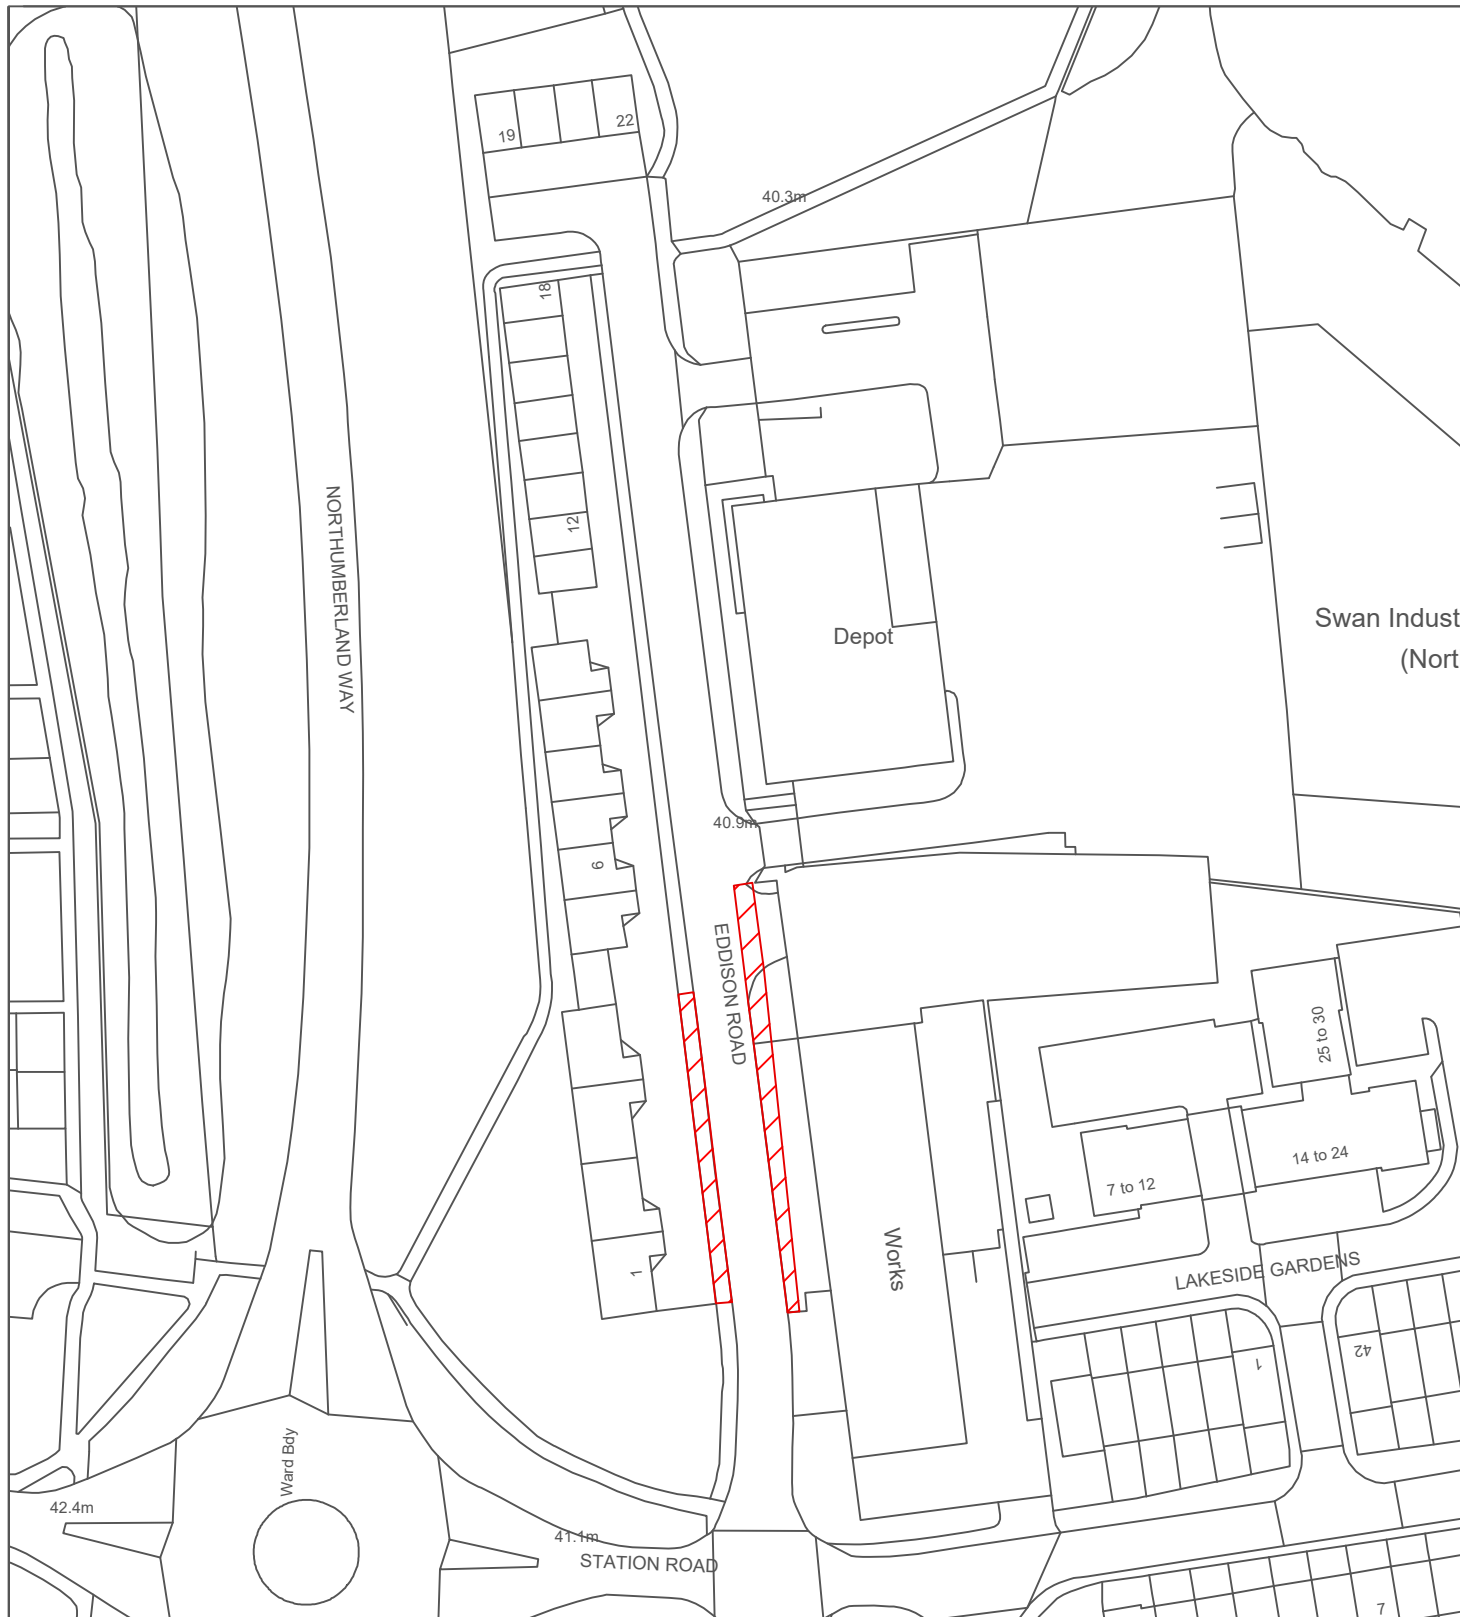 19
22
40.3m
18
NORTHUMBERLAND WAY
12
Depot
Swan Indust
(Nort
40.9m
6
EDDISON ROAD
25 to 30
14 to 24
7 to 12
Works
LAKESIDE GARDENS
1
1
42
Ward Bdy
42.4m
41.1m
STATION ROAD
7